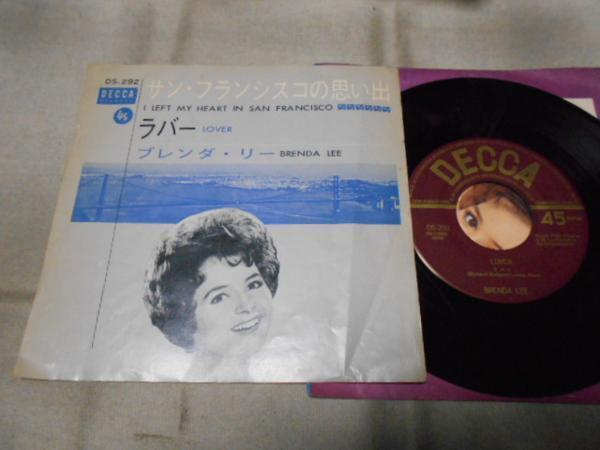 DS-292
DECCA
RECORDS
45
サン・フランシスコの思い出
I LEFT MY HEART IN SAN FRANCISCO
ラバー LOVER
ブレンダ・リー BRENDA LEE
DECCA
DS-292
45 RPM
LOVER
BRENDA LEE